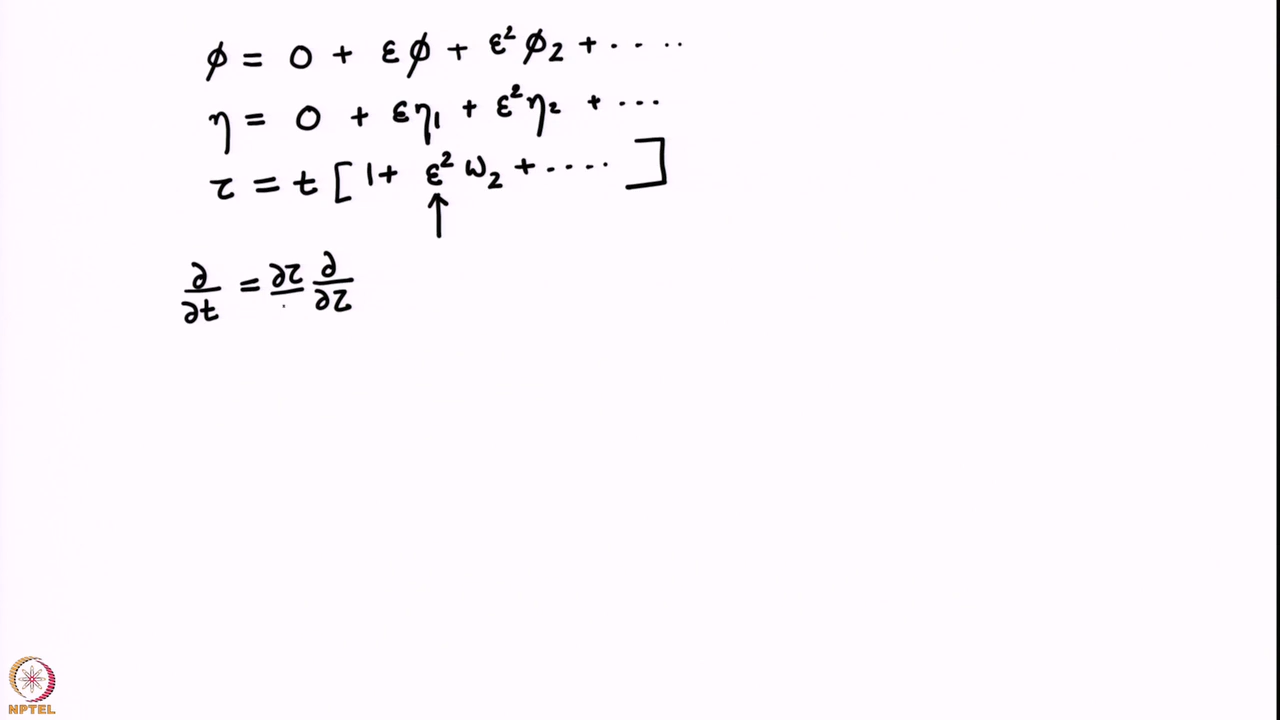 ϕ = 0 + εϕ + ε²ϕ₂ + ....
η = 0 + εη₁ + ε²η₂ + ...
τ = t [ 1 + ε² ω₂ + .... ]
↑
∂/∂t = ∂τ/ ∂/∂τ
NPTEL